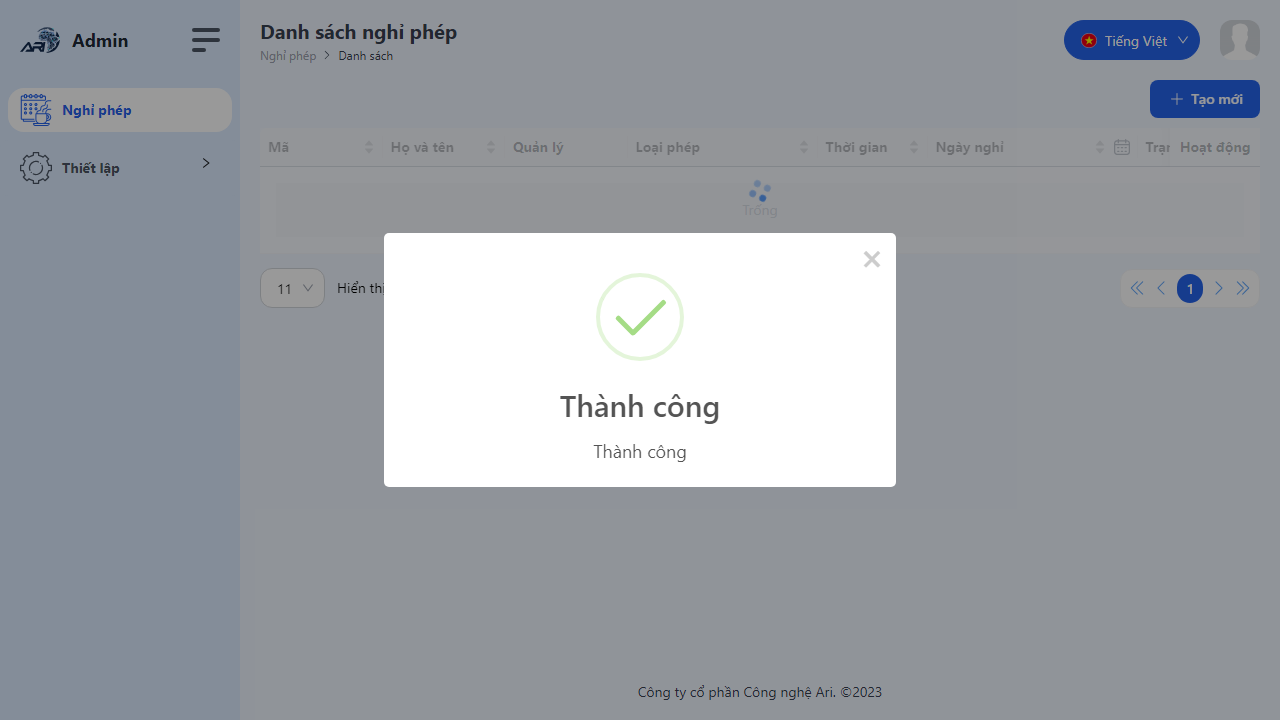 ARI
Admin
Nghỉ phép
Thiết lập
Danh sách nghỉ phép
Nghỉ phép > Danh sách
Tiếng Việt
Tạo mới
Mã Họ và tên Quản lý Loại phép Thời gian Ngày nghỉ Trạn Hoạt động
Trống
11 Hiển thị
1
×
Thành công
Thành công
Công ty cổ phần Công nghệ Ari. ©2023